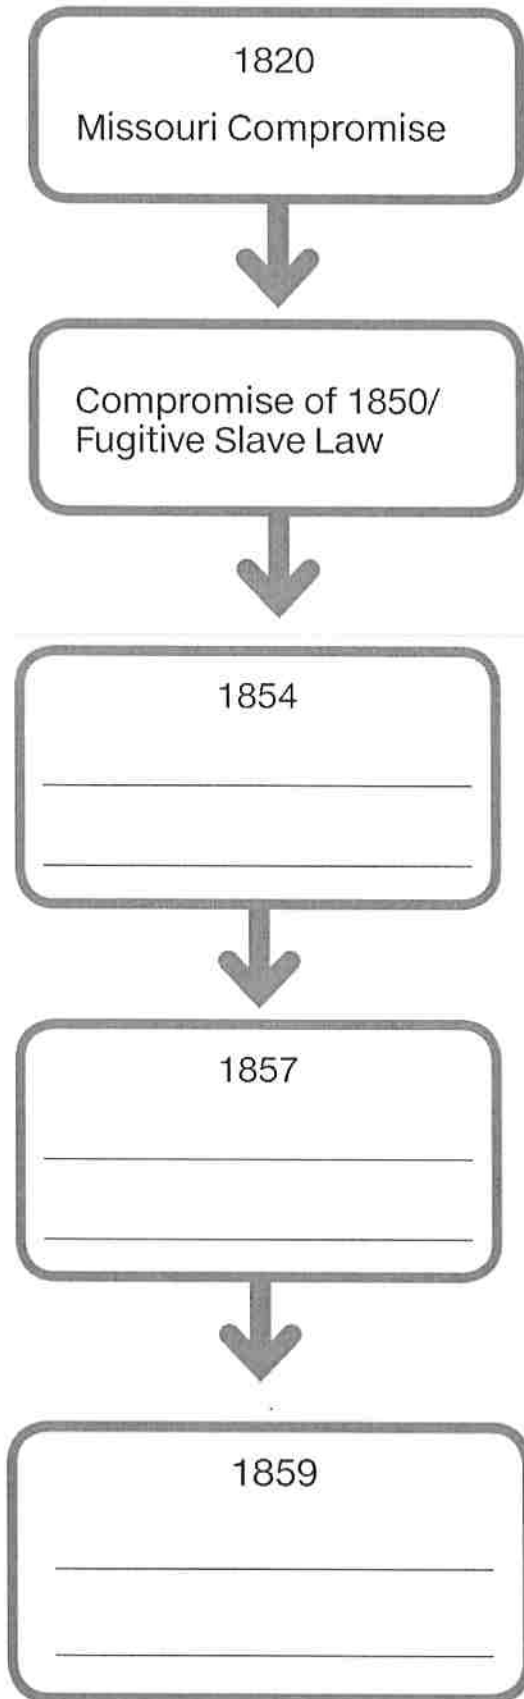 1820
Missouri Compromise
Compromise of 1850/
Fugitive Slave Law
1854
1857
1859